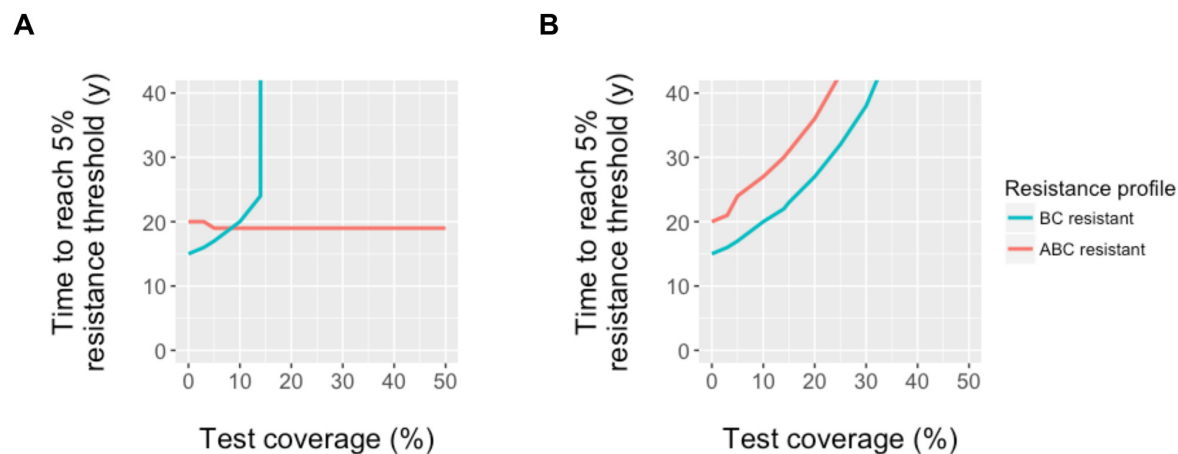 A
Time to reach 5%
resistance threshold (y)
40
30
20
10
0
0 10 20 30 40 50
Test coverage (%)
B
Time to reach 5%
resistance threshold (y)
40
30
20
10
0
0 10 20 30 40 50
Test coverage (%)
Resistance profile
BC resistant
ABC resistant